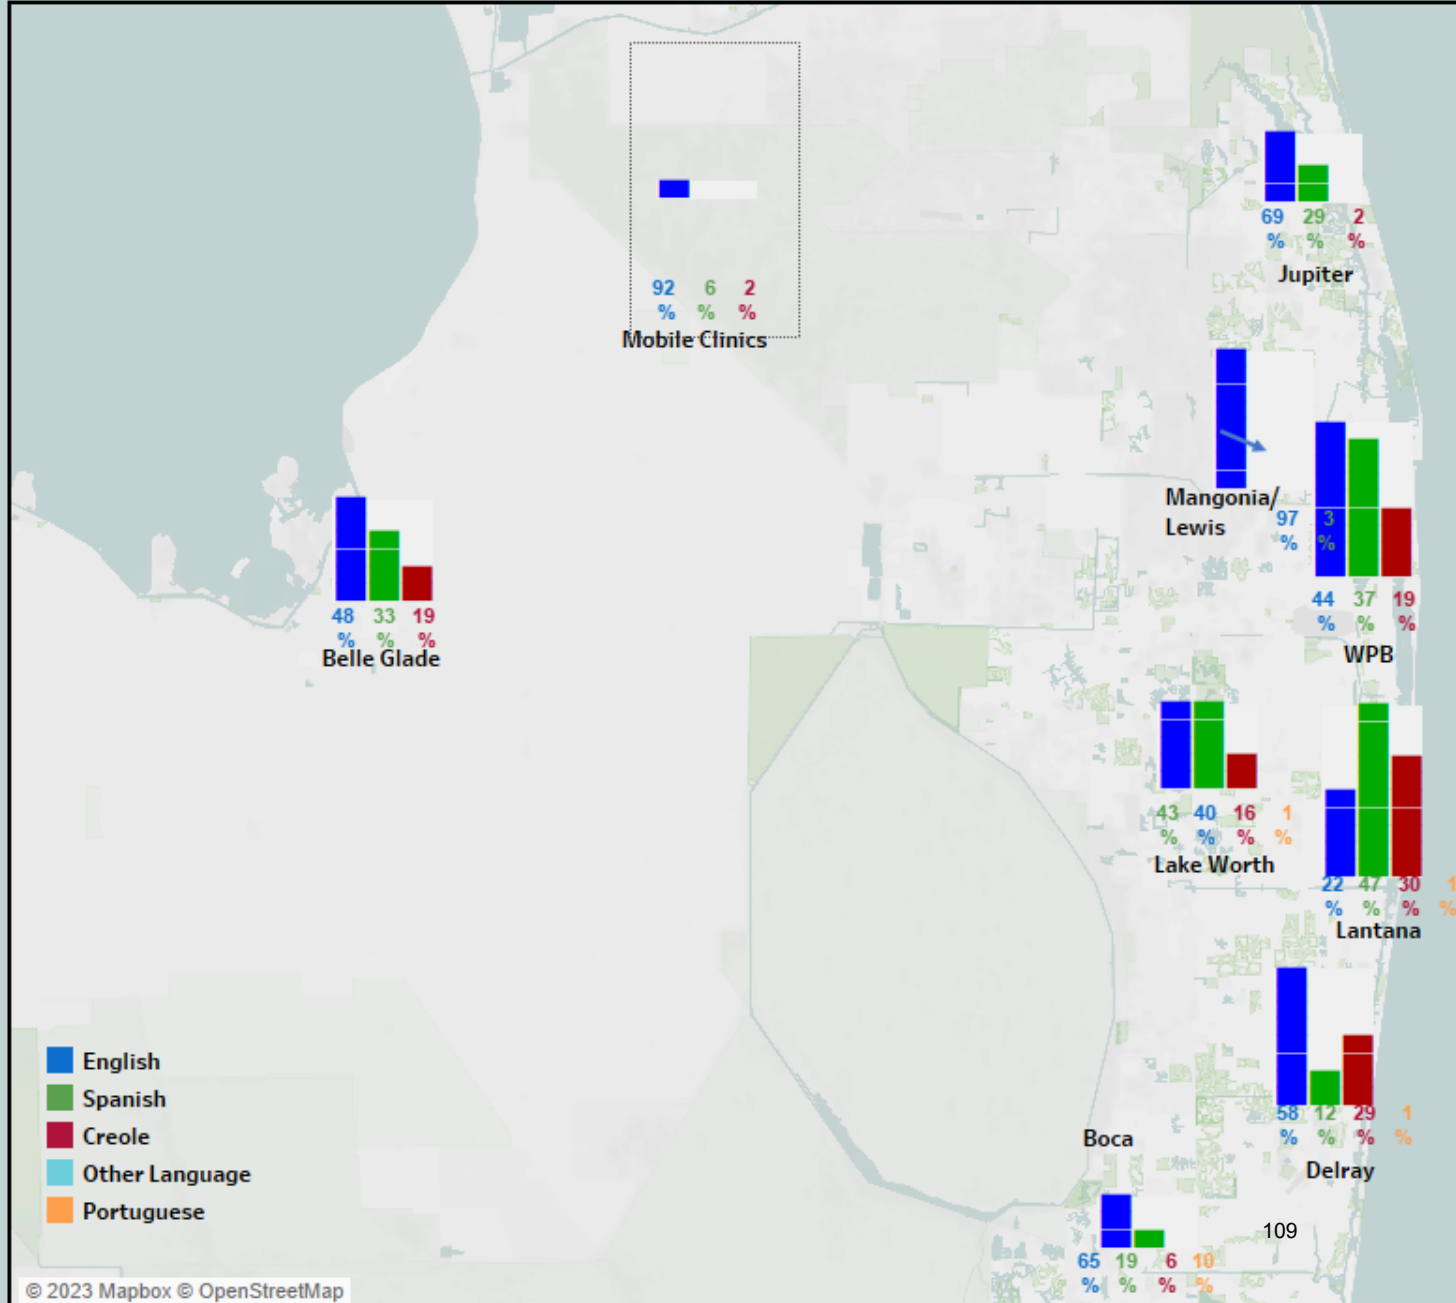 69 29 2
% % %
Jupiter
92 6 2
% % %
Mobile Clinics
Mangonia/
Lewis
97 3
% %
48 33 19
% % %
Belle Glade
44 37 19
% % %
WPB
43 40 16 1
% % % %
Lake Worth
22 47 30 1
% % % %
Lantana
58 12 29 1
% % % %
Delray
Boca
65 19 6 10
% % % %
109
English
Spanish
Creole
Other Language
Portuguese
© 2023 Mapbox © OpenStreetMap